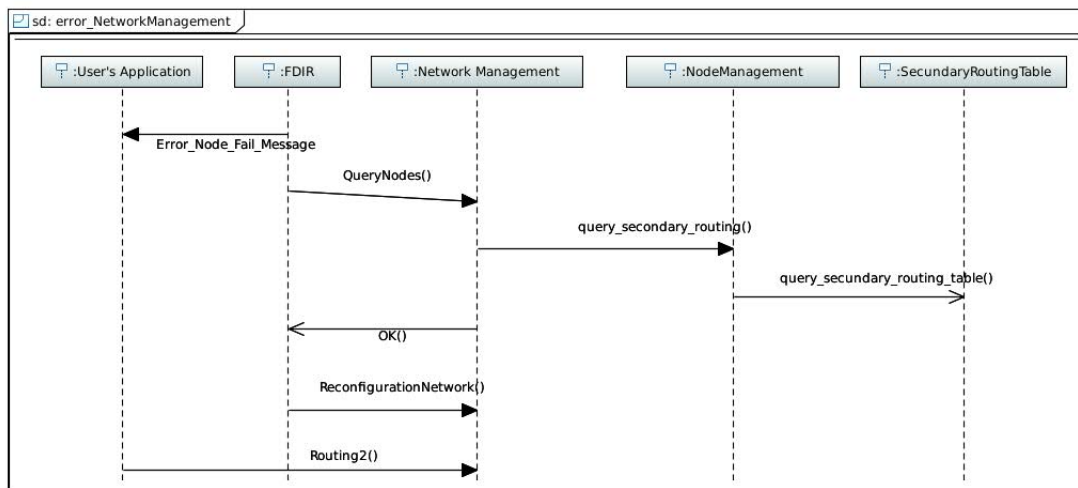 sd: error_NetworkManagement
:User's Application
:FDIR
:Network Management
:NodeManagement
:SecundaryRoutingTable
Error_Node_Fail_Message
QueryNodes()
query_secondary_routing()
query_secundary_routing_table()
OK()
ReconfigurationNetwork()
Routing2()